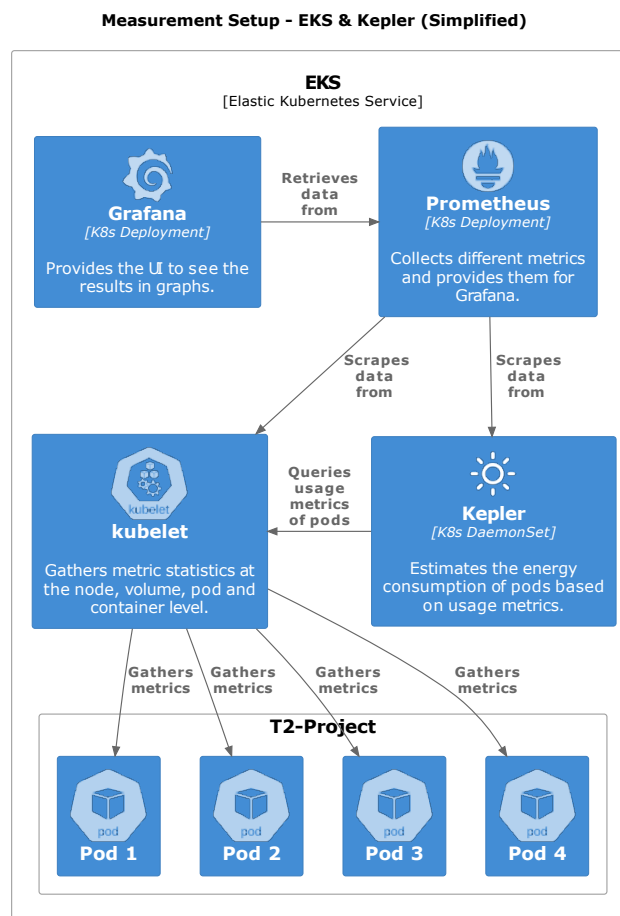 Measurement Setup - EKS & Kepler (Simplified)
EKS
[Elastic Kubernetes Service]
Grafana
[K8s Deployment]
Provides the UI to see the
results in graphs.
Retrieves
data
from
Prometheus
[K8s Deployment]
Collects different metrics
and provides them for
Grafana.
Scrapes
data
from
Scrapes
data
from
kubelet
kubelet
Gathers metric statistics at
the node, volume, pod and
container level.
Queries
usage
metrics
of pods
Kepler
[K8s DaemonSet]
Estimates the energy
consumption of pods based
on usage metrics.
Gathers
metrics
Gathers
metrics
Gathers
metrics
Gathers
metrics
T2-Project
pod
Pod 1
pod
Pod 2
pod
Pod 3
pod
Pod 4